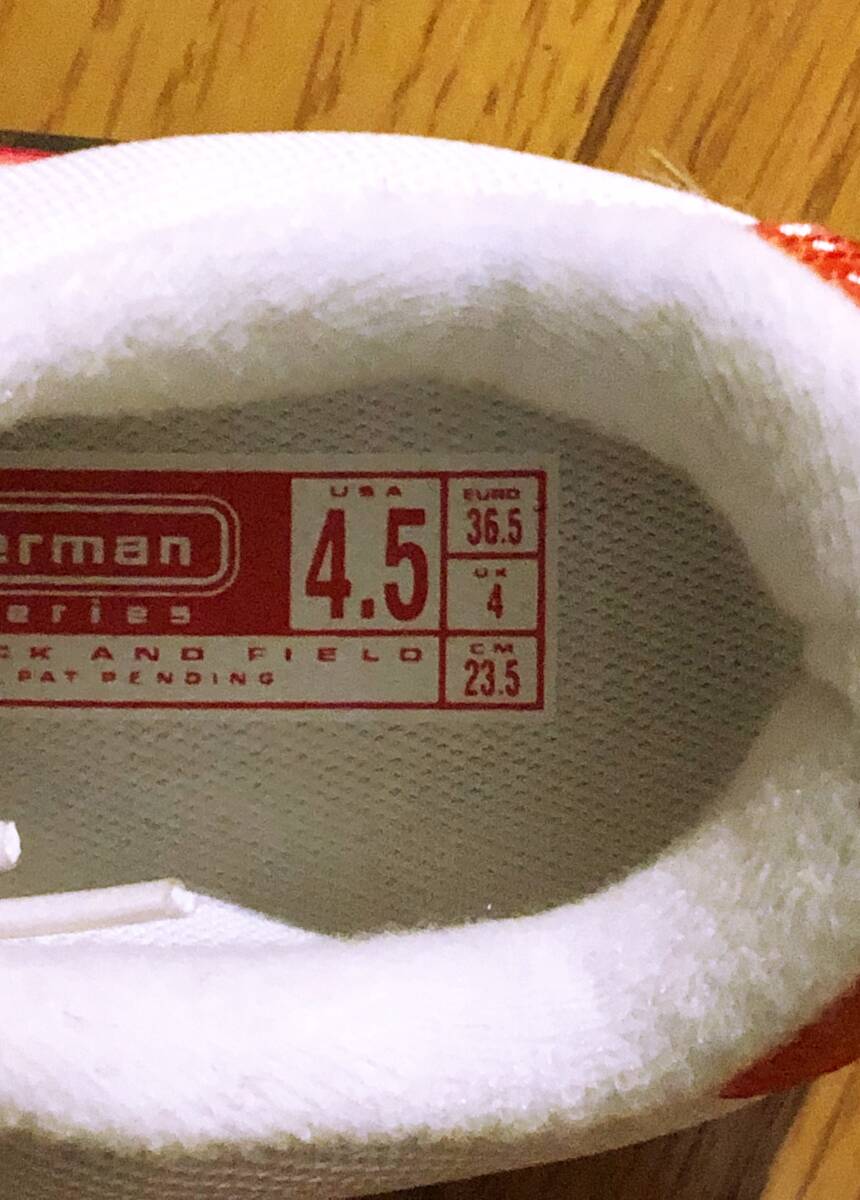 erman
eries
USA
4.5
EURO
36.5
UK
4
CM
23.5
CK AND FIELD
PAT PENDING